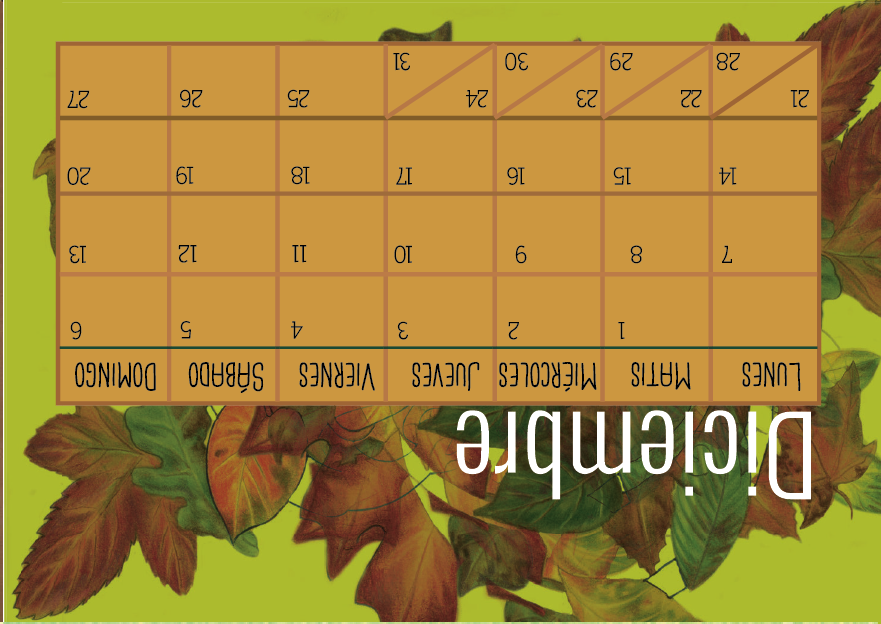 Diciembre
LUNES MATIS MIÉRCOLES JUEVES VIERNES SÁBADO DOMINGO
1 2 3 4 5 6
7 8 9 10 11 12 13
14 15 16 17 18 19 20
21 22 23 24 25 26 27
28 29 30 31